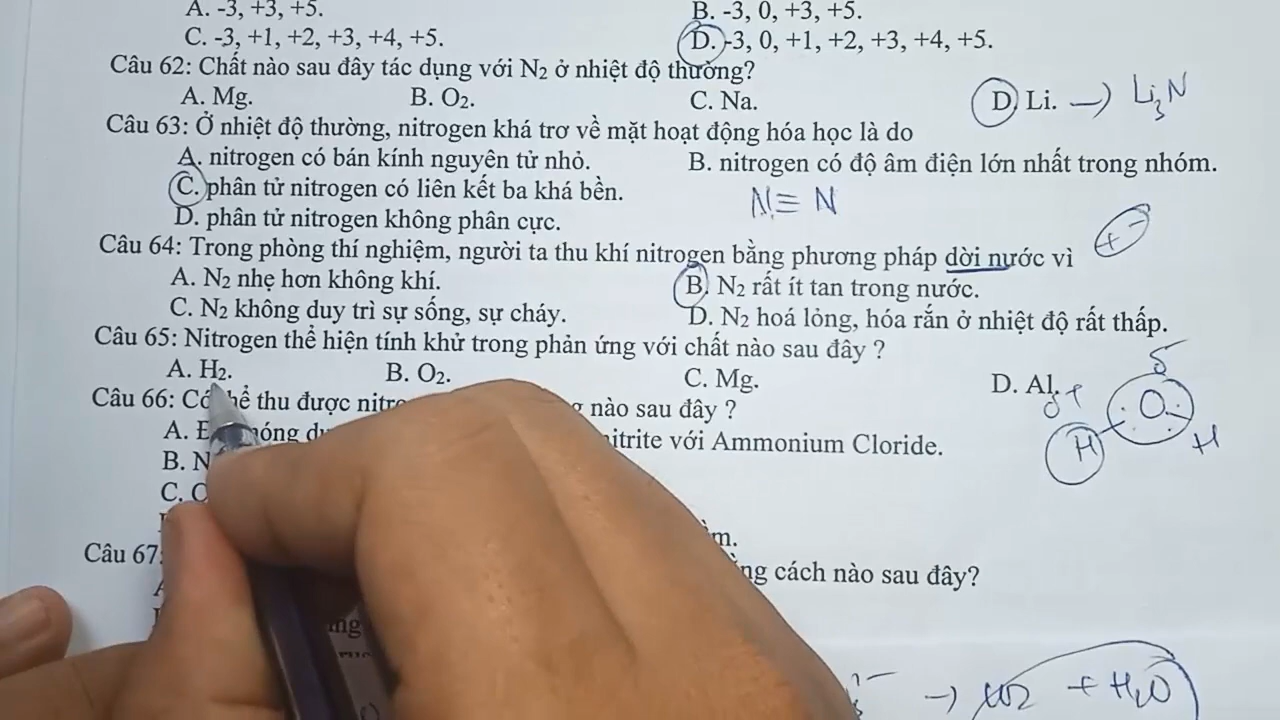 A. -3, +3, +5. B. -3, 0, +3, +5.
C. -3, +1, +2, +3, +4, +5. D. -3, 0, +1, +2, +3, +4, +5.
Câu 62: Chất nào sau đây tác dụng với N₂ ở nhiệt độ thường?
A. Mg. B. O₂. C. Na. D. Li. → Li₃N
Câu 63: Ở nhiệt độ thường, nitrogen khá trơ về mặt hoạt động hóa học là do
A. nitrogen có bán kính nguyên tử nhỏ. B. nitrogen có độ âm điện lớn nhất trong nhóm.
C. phân tử nitrogen có liên kết ba khá bền. N≡N
D. phân tử nitrogen không phân cực.
+ -
Câu 64: Trong phòng thí nghiệm, người ta thu khí nitrogen bằng phương pháp dời nước vì
A. N₂ nhẹ hơn không khí. B. N₂ rất ít tan trong nước.
C. N₂ không duy trì sự sống, sự cháy. D. N₂ hoá lỏng, hóa rắn ở nhiệt độ rất thấp.
Câu 65: Nitrogen thể hiện tính khử trong phản ứng với chất nào sau đây ?
A. H₂. B. O₂. C. Mg. D. Al.
δ-
δ+ O
H H
Câu 66: Có thể thu được nitro nào sau đây ?
A. nitrite với Ammonium Cloride.
B. N
C.
Câu 67: cách nào sau đây?
→ + H₂O